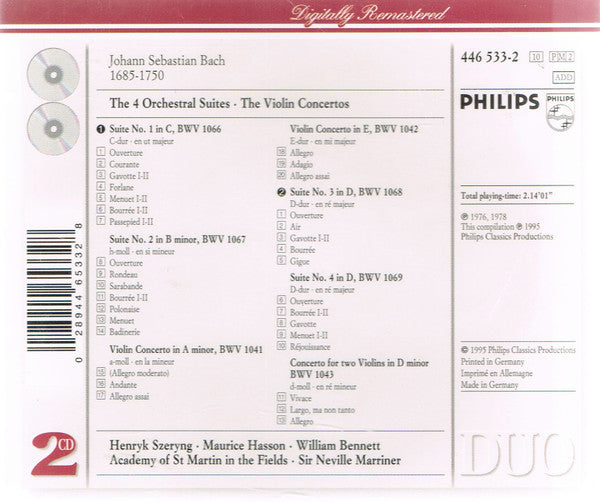 Digitally Remastered
Johann Sebastian Bach
1685-1750
The 4 Orchestral Suites · The Violin Concertos
1 Suite No. 1 in C, BWV 1066
C-dur · en ut majeur
1 Ouverture
2 Courante
3 Gavotte I-II
4 Forlane
5 Menuet I-II
6 Bourrée I-II
7 Passepied I-II
Suite No. 2 in B minor, BWV 1067
h-moll · en si mineur
8 Ouverture
9 Rondeau
10 Sarabande
11 Bourrée I-II
12 Polonaise
13 Menuet
14 Badinerie
Violin Concerto in A minor, BWV 1041
a-moll · en la mineur
15 (Allegro moderato)
16 Andante
17 Allegro assai
Violin Concerto in E, BWV 1042
E-dur · en mi majeur
18 Allegro
19 Adagio
20 Allegro assai
2 Suite No. 3 in D, BWV 1068
D-dur · en ré majeur
1 Ouverture
2 Air
3 Gavotte I-II
4 Bourrée
5 Gigue
Suite No. 4 in D, BWV 1069
D-dur · en ré majeur
6 Ouverture
7 Bourrée I-II
8 Gavotte
9 Menuet I-II
10 Réjouissance
Concerto for two Violins in D minor
BWV 1043
d-moll · en ré mineur
11 Vivace
12 Largo, ma non tanto
13 Allegro
Henryk Szeryng · Maurice Hasson · William Bennett
Academy of St Martin in the Fields · Sir Neville Marriner
446 533-2 10 PM 2
ADD
PHILIPS PHILIPS
Total playing-time: 2.14'01"
℗ 1976, 1978
This compilation ℗ 1995
Philips Classics Productions
© 1995 Philips Classics Productions
Printed in Germany
Imprimé en Allemagne
Made in Germany
DUO
0 28944 65332 8
2 CD